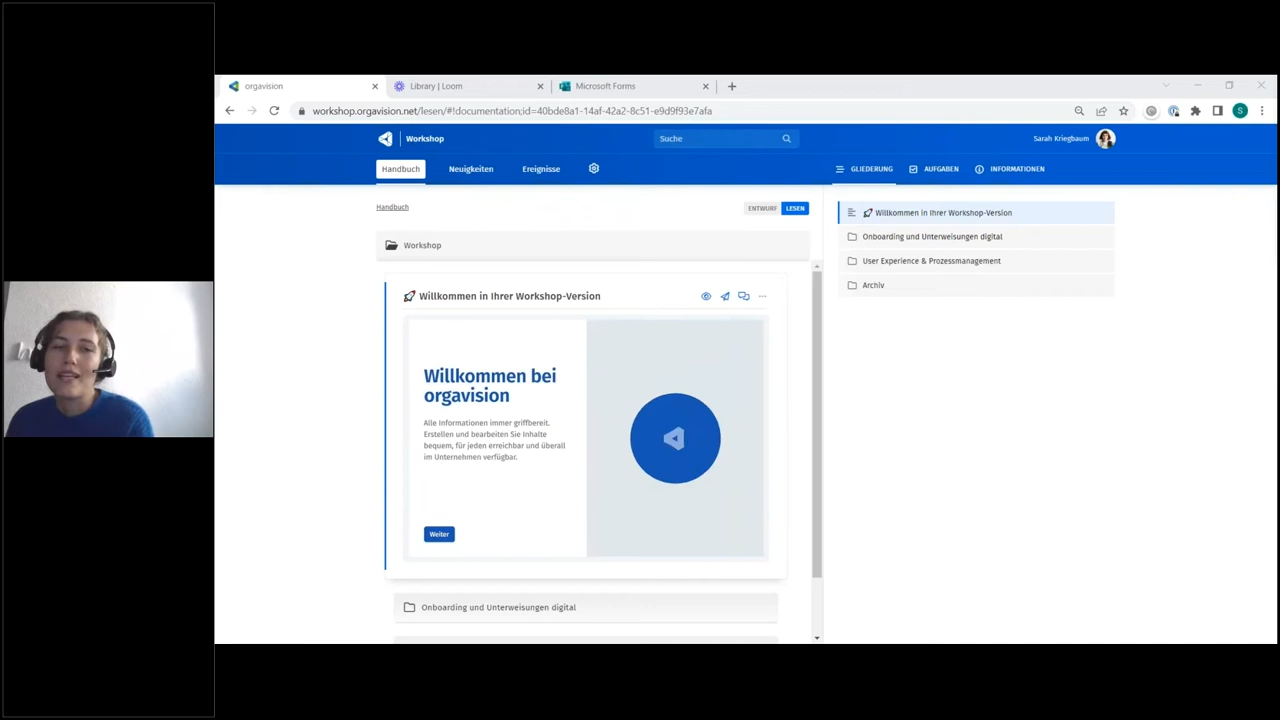 orgavision
Library | Loom
Microsoft Forms
workshop.orgavision.net/lesen/#!documentation;id=40bde8a1-14af-42a2-8c51-e9d9f93e7afa
S
Workshop
Suche
Sarah Kriegbaum
Handbuch
Neuigkeiten
Ereignisse
GLIEDERUNG
AUFGABEN
INFORMATIONEN
Handbuch
ENTWURF
LESEN
Workshop
Willkommen in Ihrer Workshop-Version
Willkommen bei
orgavision
Alle Informationen immer griffbereit.
Erstellen und bearbeiten Sie Inhalte
bequem, für jeden erreichbar und überall
im Unternehmen verfügbar.
Weiter
Onboarding und Unterweisungen digital
Willkommen in Ihrer Workshop-Version
Onboarding und Unterweisungen digital
User Experience & Prozessmanagement
Archiv